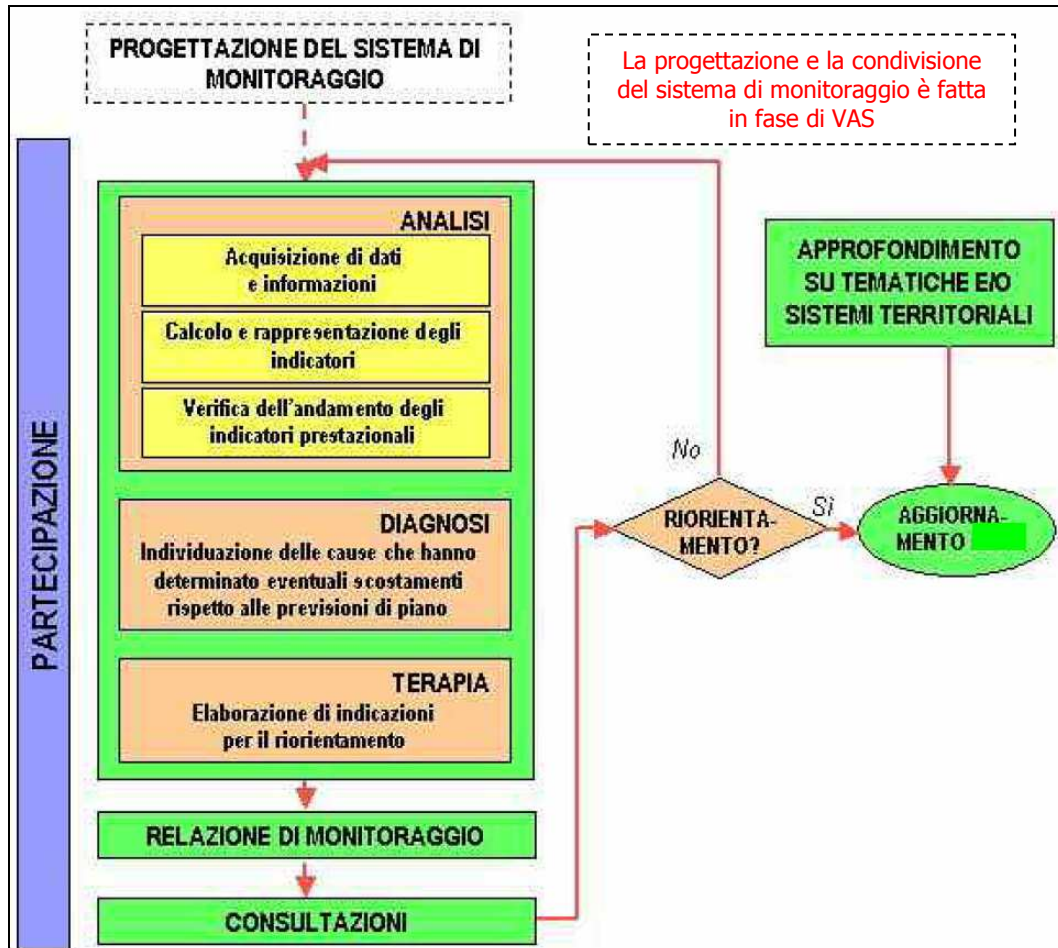 PROGETTAZIONE DEL SISTEMA DI
MONITORAGGIO
La progettazione e la condivisione
del sistema di monitoraggio è fatta
in fase di VAS
PARTECIPAZIONE
ANALISI
Acquisizione di dati
e informazioni
Calcolo e rappresentazione degli
indicatori
Verifica dell'andamento degli
indicatori prestazionali
DIAGNOSI
Individuazione delle cause che hanno
determinato eventuali scostamenti
rispetto alle previsioni di piano
TERAPIA
Elaborazione di indicazioni
per il riorientamento
RELAZIONE DI MONITORAGGIO
CONSULTAZIONI
No
RIORIENTA-
MENTO?
Sì
APPROFONDIMENTO
SU TEMATICHE E/O
SISTEMI TERRITORIALI
AGGIORNA-
MENTO